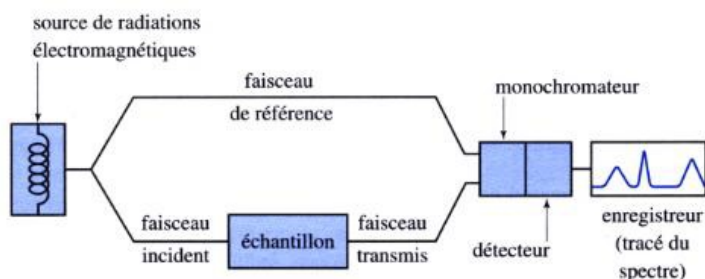 source de radiations
électromagnétiques
faisceau
de référence
monochromateur
faisceau
incident
échantillon
faisceau
transmis
détecteur
enregistreur
(tracé du
spectre)